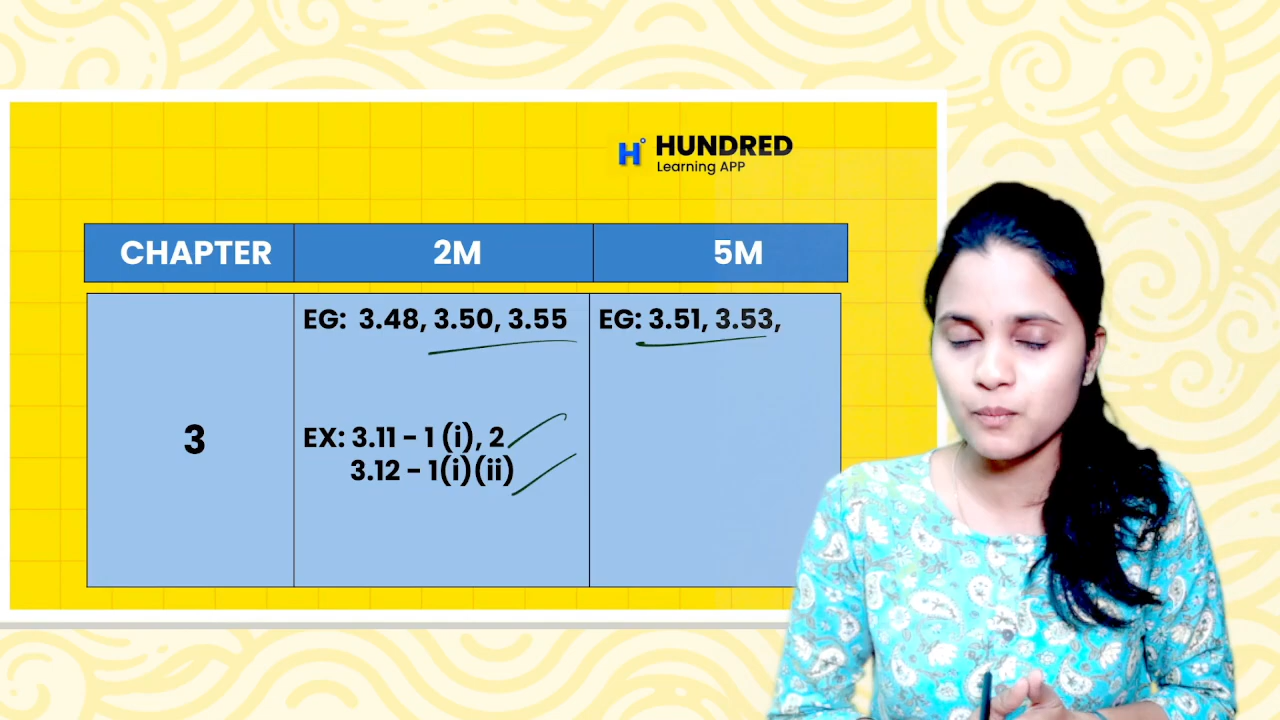 H° HUNDRED
Learning APP
CHAPTER 2M 5M
EG: 3.48, 3.50, 3.55 EG: 3.51, 3.53,
3
EX: 3.11 - 1 (i), 2
3.12 - 1(i)(ii)